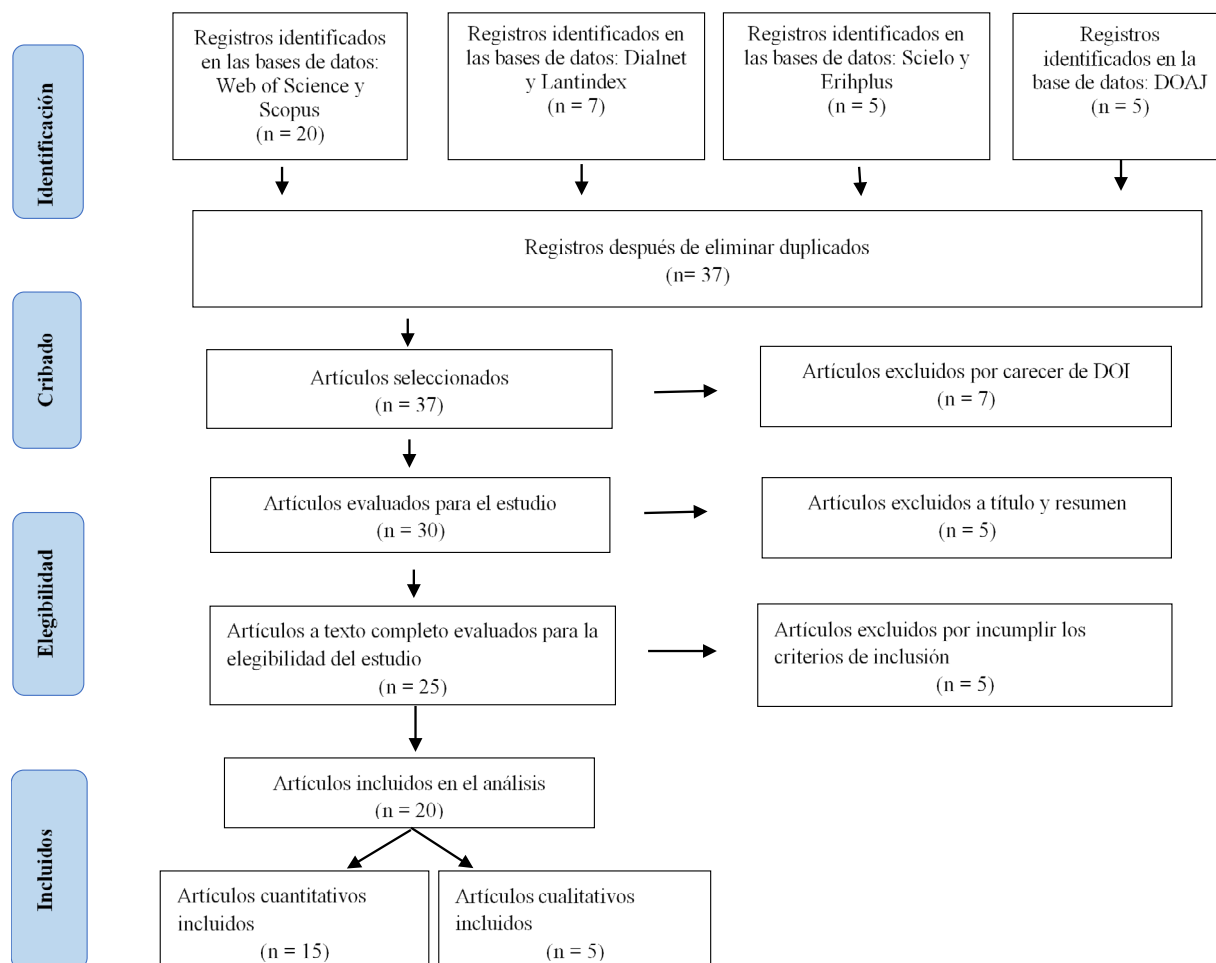 Identificación
Registros identificados
en las bases de datos:
Web of Science y
Scopus
(n = 20)
Registros identificados en
las bases de datos: Dialnet
y Lantindex
(n = 7)
Registros identificados en
las bases de datos: Scielo y
Erihplus
(n = 5)
Registros
identificados en la
base de datos: DOAJ
(n = 5)
Registros después de eliminar duplicados
(n= 37)
Cribado
Artículos seleccionados
(n = 37)
Artículos excluidos por carecer de DOI
(n = 7)
Elegibilidad
Artículos evaluados para el estudio
(n = 30)
Artículos excluidos a título y resumen
(n = 5)
Artículos a texto completo evaluados para la
elegibilidad del estudio
(n = 25)
Artículos excluidos por incumplir los
criterios de inclusión
(n = 5)
Incluidos
Artículos incluidos en el análisis
(n = 20)
Artículos cuantitativos
incluidos
(n = 15)
Artículos cualitativos
incluidos
(n = 5)